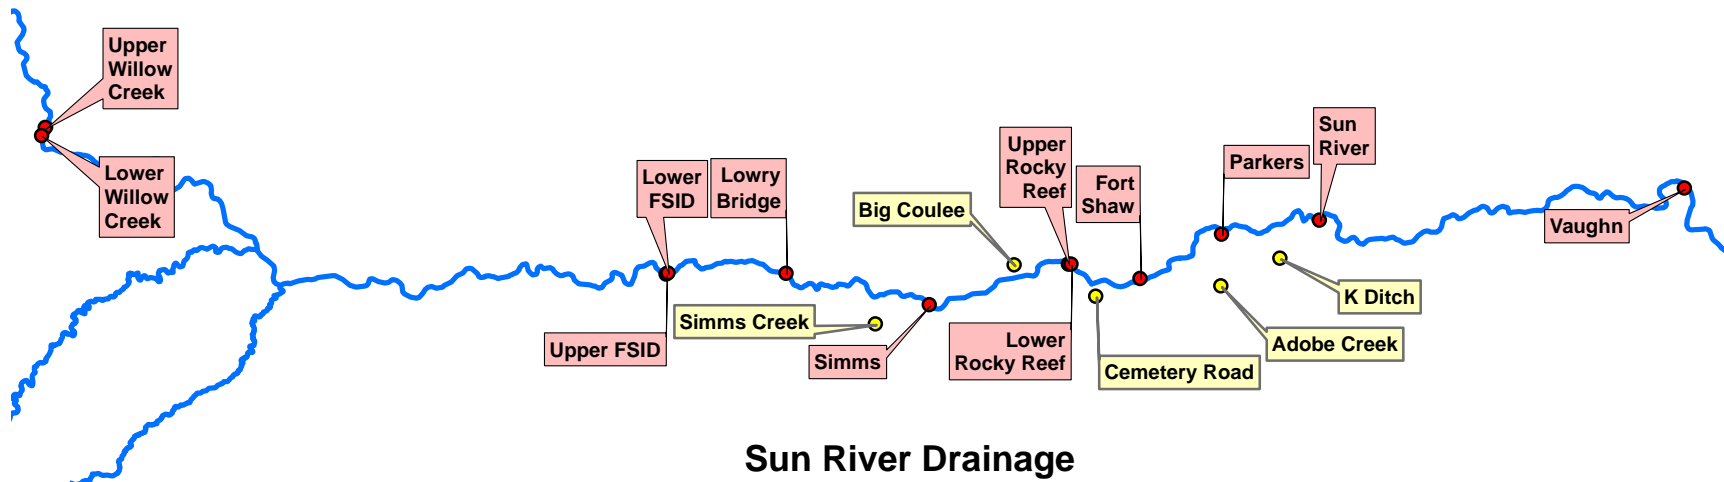 Upper
Willow
Creek
Lower
Willow
Creek
Lower
FSID
Lowry
Bridge
Upper FSID
Simms Creek
Simms
Big Coulee
Upper
Rocky
Reef
Fort
Shaw
Lower
Rocky Reef
Cemetery Road
Parkers
Sun
River
K Ditch
Adobe Creek
Vaughn
Sun River Drainage